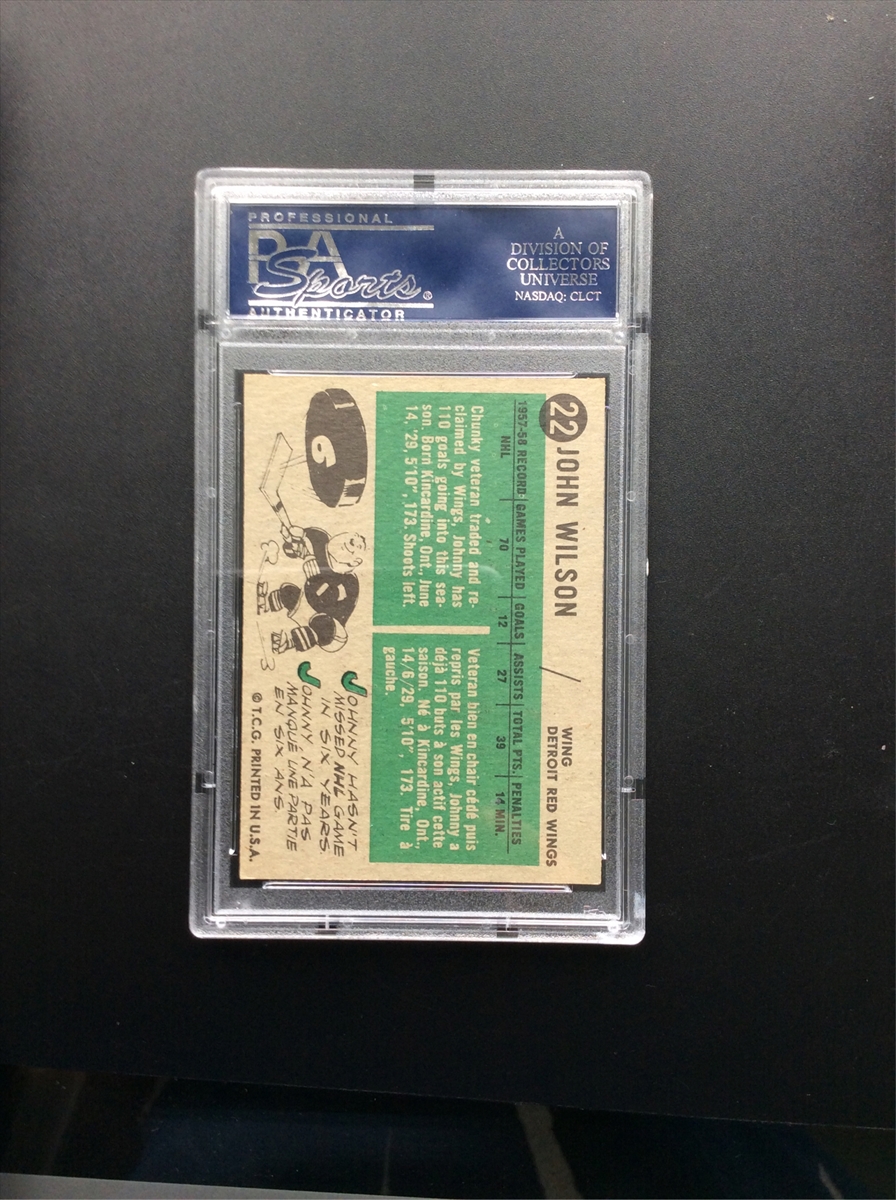 PROFESSIONAL
PSA
Sports®
AUTHENTICATOR
A
DIVISION OF
COLLECTORS
UNIVERSE
NASDAQ: CLCT
22 JOHN WILSON
WING
DETROIT RED WINGS
1957-58 RECORD: GAMES PLAYED | GOALS | ASSISTS | TOTAL PTS. | PENALTIES
NHL 70 12 27 39 14 MIN.
Chunky veteran traded and re-
claimed by Wings, Johnny has
110 goals going into this sea-
son. Born Kincardine, Ont., June
14, '29, 5'10", 173. Shoots left.
Veteran bien en chair cédé puis
repris par les Wings, Johnny a
déjà 110 buts à son actif cette
saison. Né à Kincardine, Ont.,
14/6/29, 5'10", 173. Tire à
gauche.
6
JOHNNY HASN'T
MISSED NHL GAME
IN SIX YEARS.
JOHNNY N'A PAS
MANQUÉ UNE PARTIE
EN SIX ANS.
© T.C.G. PRINTED IN U.S.A.